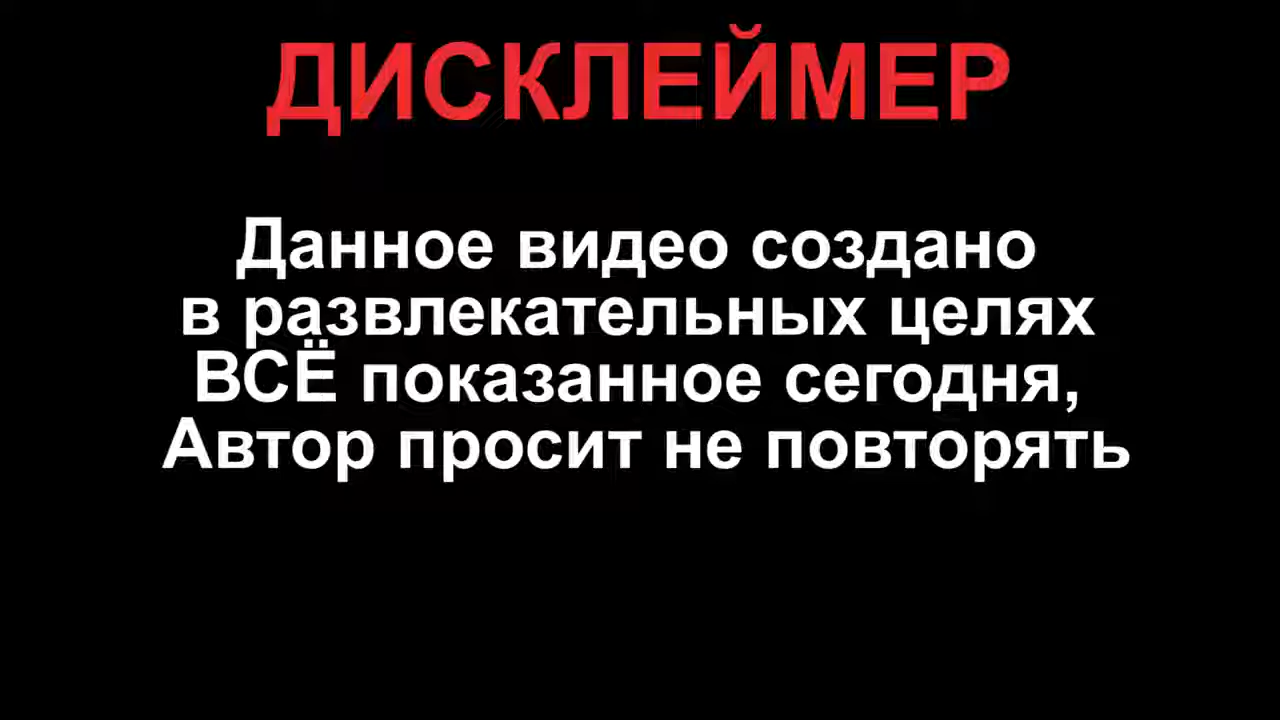 ДИСКЛЕЙМЕР
Данное видео создано
в развлекательных целях
ВСЁ показанное сегодня,
Автор просит не повторять